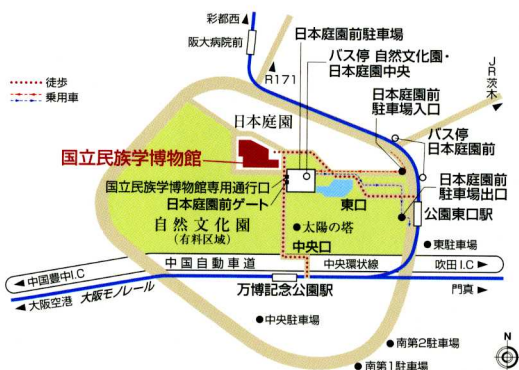 彩都西
阪大病院前
日本庭園前駐車場
バス停 自然文化園・
日本庭園中央
R171
JR茨木
徒歩
乗用車
日本庭園前
駐車場入口
日本庭園
バス停
日本庭園前
国立民族学博物館
国立民族学博物館専用通行口
日本庭園前ゲート
東口
日本庭園前
駐車場出口
公園東口駅
自然文化園
(有料区域)
太陽の塔
中央口
東駐車場
中国自動車道
中央環状線
吹田I.C
中国豊中I.C
大阪空港
大阪モノレール
万博記念公園駅
門真
中央駐車場
南第2駐車場
南第1駐車場
N